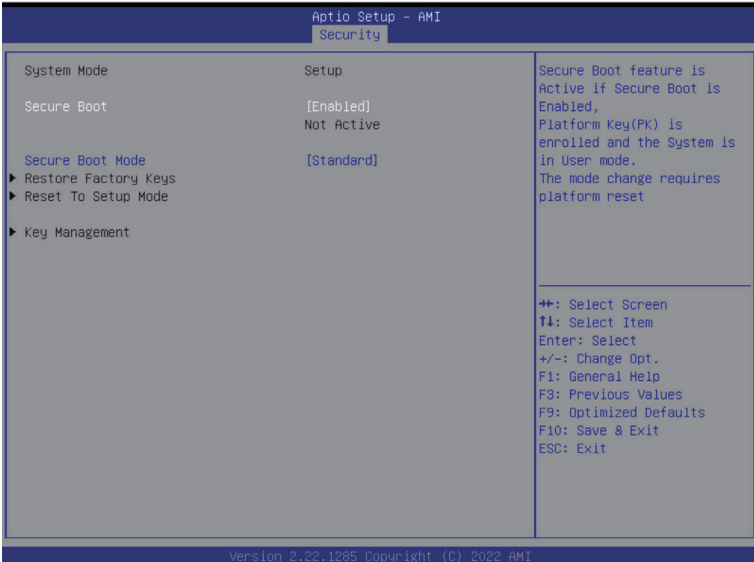 Aptio Setup - AMI
Security
System Mode Setup
Secure Boot [Enabled]
Not Active
Secure Boot Mode [Standard]
▶ Restore Factory Keys
▶ Reset To Setup Mode
▶ Key Management
Secure Boot feature is
Active if Secure Boot is
Enabled,
Platform Key(PK) is
enrolled and the System is
in User mode.
The mode change requires
platform reset
→←: Select Screen
↑↓: Select Item
Enter: Select
+/-: Change Opt.
F1: General Help
F3: Previous Values
F9: Optimized Defaults
F10: Save & Exit
ESC: Exit
Version 2.22.1285 Copyright (C) 2022 AMI